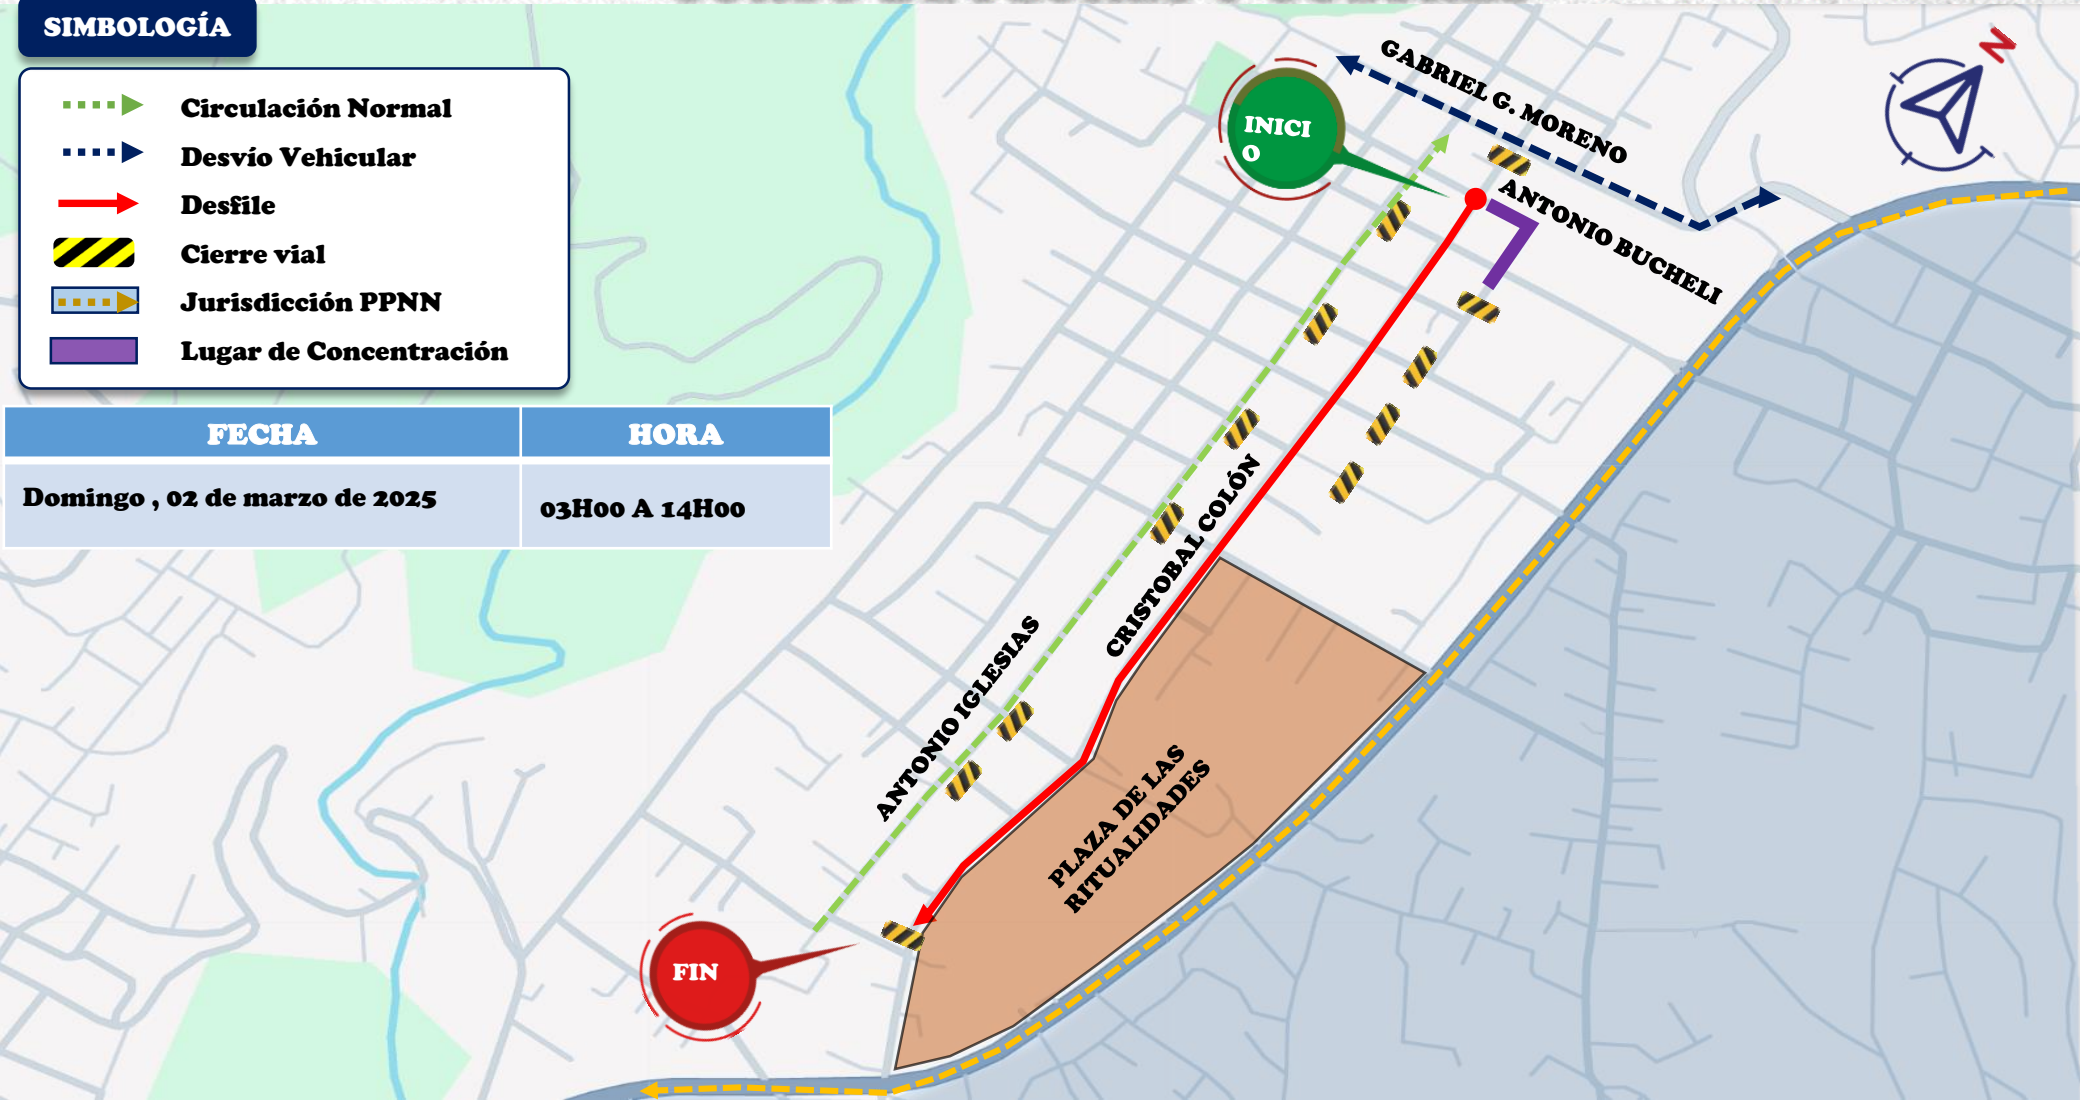 SIMBOLOGÍA
Circulación Normal
Desvío Vehicular
Desfile
Cierre vial
Jurisdicción PPNN
Lugar de Concentración
FECHA
HORA
Domingo , 02 de marzo de 2025
03H00 A 14H00
N
GABRIEL G. MORENO
INICI
O
ANTONIO BUCHELI
CRISTOBAL COLÓN
ANTONIO IGLESIAS
PLAZA DE LAS
RITUALIDADES
FIN